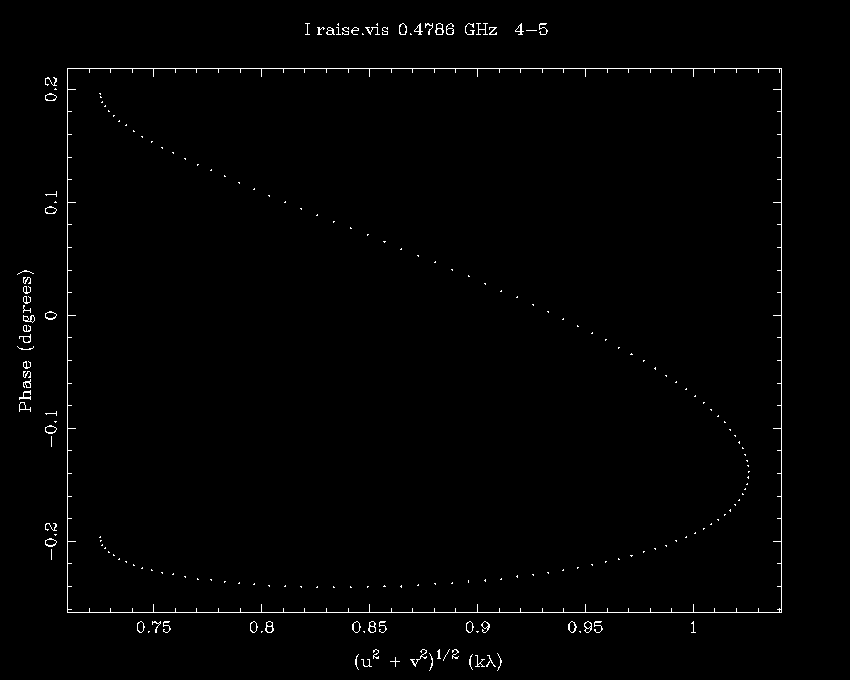 I raise.vis 0.4786 GHz 4−5
0.2
0.1
0
−0.1
−0.2
Phase (degrees)
0.75 0.8 0.85 0.9 0.95 1
(u² + v²)¹/² (kλ)